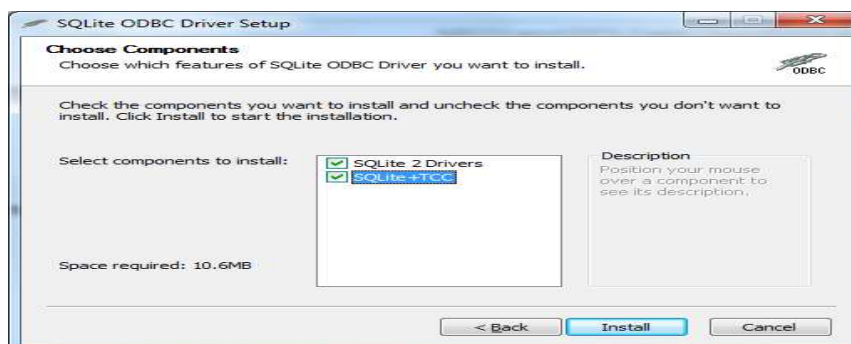 SQLite ODBC Driver Setup
Choose Components
Choose which features of SQLite ODBC Driver you want to install.
ODBC
Check the components you want to install and uncheck the components you don't want to
install. Click Install to start the installation.
Select components to install:
SQLite 2 Drivers
SQLite+TCC
Description
Position your mouse
over a component to
see its description.
Space required: 10.6MB
< Back
Install
Cancel